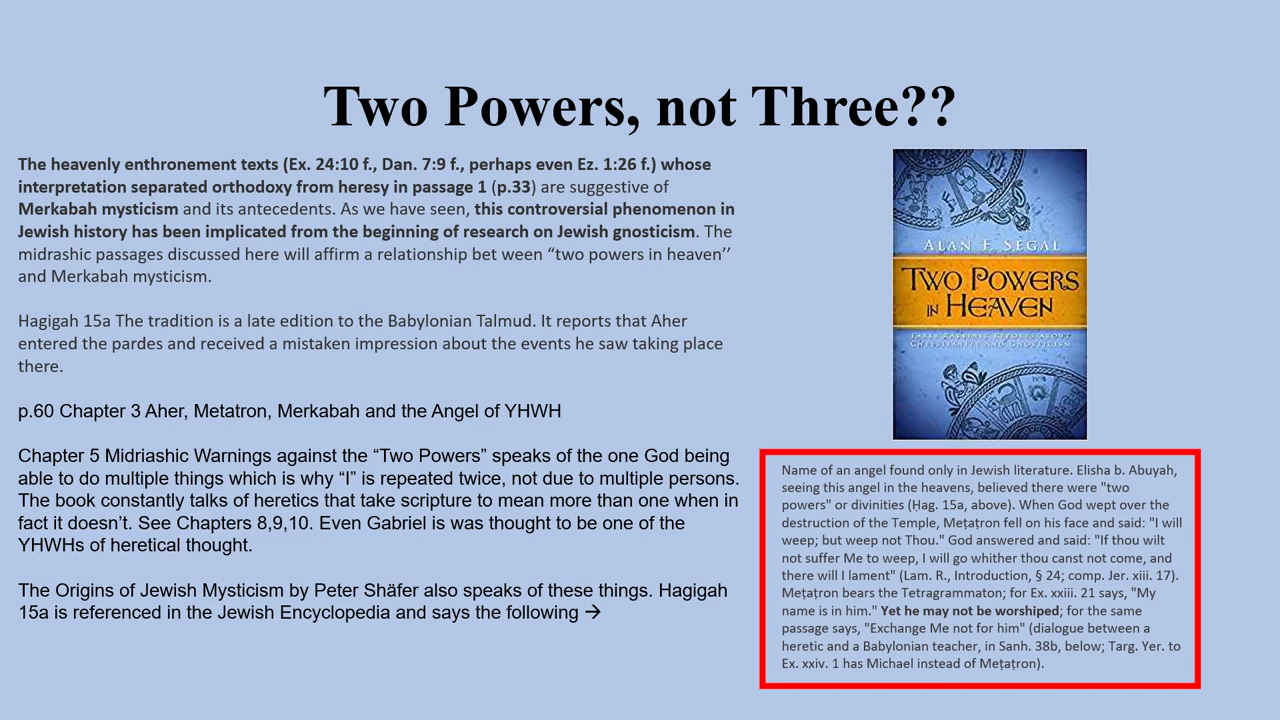 Two Powers, not Three??
The heavenly enthronement texts (Ex. 24:10 f., Dan. 7:9 f., perhaps even Ez. 1:26 f.) whose
interpretation separated orthodoxy from heresy in passage 1 (p.33) are suggestive of
Merkabah mysticism and its antecedents. As we have seen, this controversial phenomenon in
Jewish history has been implicated from the beginning of research on Jewish gnosticism. The
midrashic passages discussed here will affirm a relationship bet ween “two powers in heaven’’
and Merkabah mysticism.
Hagigah 15a The tradition is a late edition to the Babylonian Talmud. It reports that Aher
entered the pardes and received a mistaken impression about the events he saw taking place
there.
p.60 Chapter 3 Aher, Metatron, Merkabah and the Angel of YHWH
Chapter 5 Midriashic Warnings against the “Two Powers” speaks of the one God being
able to do multiple things which is why “I” is repeated twice, not due to multiple persons.
The book constantly talks of heretics that take scripture to mean more than one when in
fact it doesn’t. See Chapters 8,9,10. Even Gabriel is was thought to be one of the
YHWHs of heretical thought.
The Origins of Jewish Mysticism by Peter Shäfer also speaks of these things. Hagigah
15a is referenced in the Jewish Encyclopedia and says the following →
ALAN F. SEGAL
TWO POWERS
IN HEAVEN
EARLY RABBINIC REPORTS ABOUT
CHRISTIANITY AND GNOSTICISM
Name of an angel found only in Jewish literature. Elisha b. Abuyah,
seeing this angel in the heavens, believed there were "two
powers" or divinities (Ḥag. 15a, above). When God wept over the
destruction of the Temple, Meṭaṭron fell on his face and said: "I will
weep; but weep not Thou." God answered and said: "If thou wilt
not suffer Me to weep, I will go whither thou canst not come, and
there will I lament" (Lam. R., Introduction, § 24; comp. Jer. xiii. 17).
Meṭaṭron bears the Tetragrammaton; for Ex. xxiii. 21 says, "My
name is in him." Yet he may not be worshiped; for the same
passage says, "Exchange Me not for him" (dialogue between a
heretic and a Babylonian teacher, in Sanh. 38b, below; Targ. Yer. to
Ex. xxiv. 1 has Michael instead of Meṭaṭron).